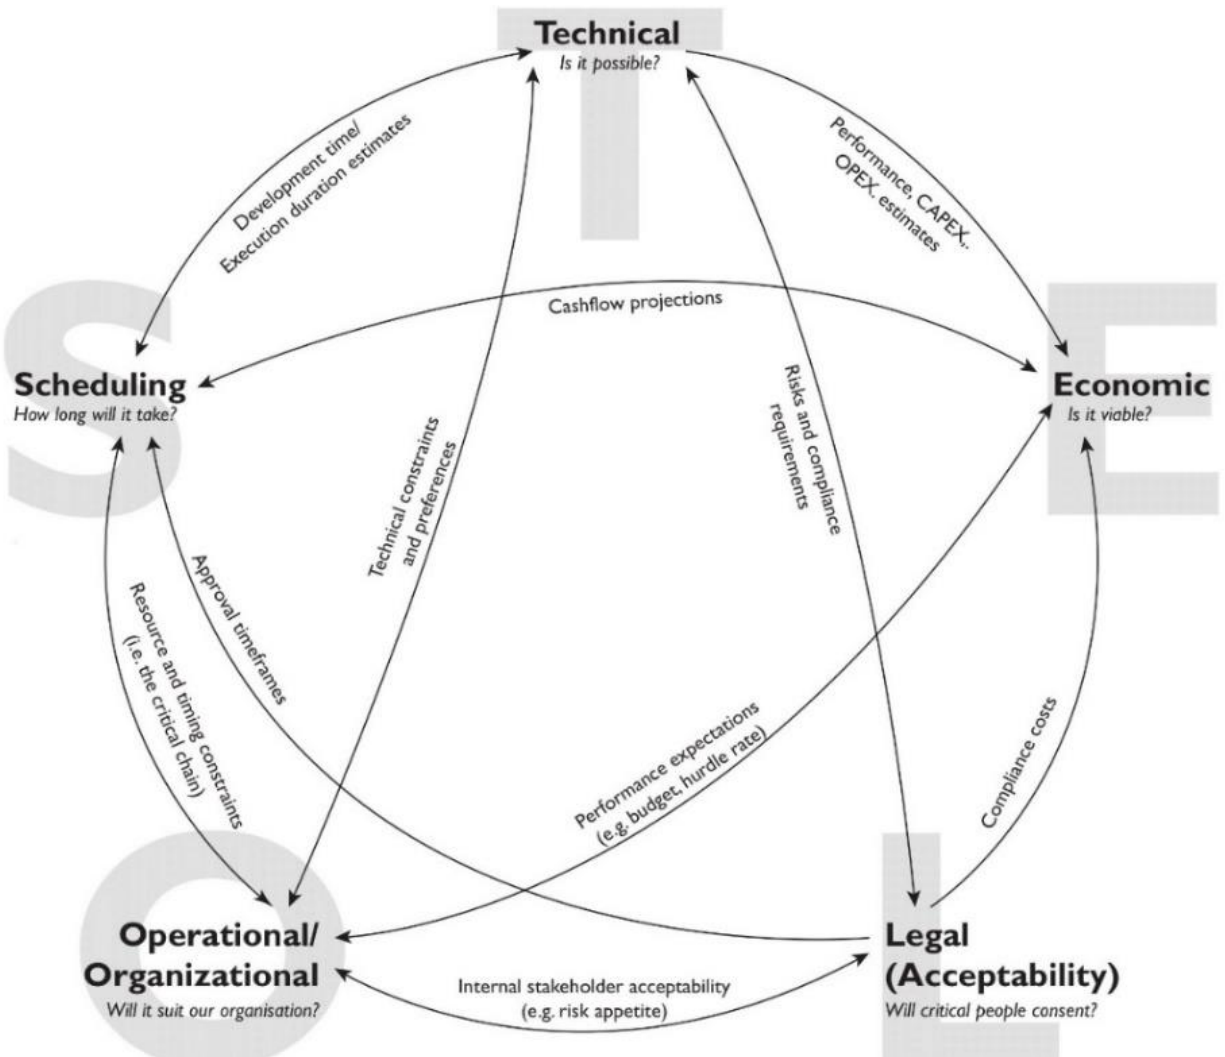 T
Technical
Is it possible?
Development time/
Execution duration estimates
Performance, CAPEX,.
OPEX. estimates
Cashflow projections
S
Scheduling
How long will it take?
E
Economic
Is it viable?
Technical constraints
and preferences
Risks and compliance
requirements
Resource and timing constraints
(i.e. the critical chain)
Approval timeframes
Performance expectations
(e.g. budget, hurdle rate)
Compliance costs
O
Operational/
Organizational
Will it suit our organisation?
Internal stakeholder acceptability
(e.g. risk appetite)
L
Legal
(Acceptability)
Will critical people consent?